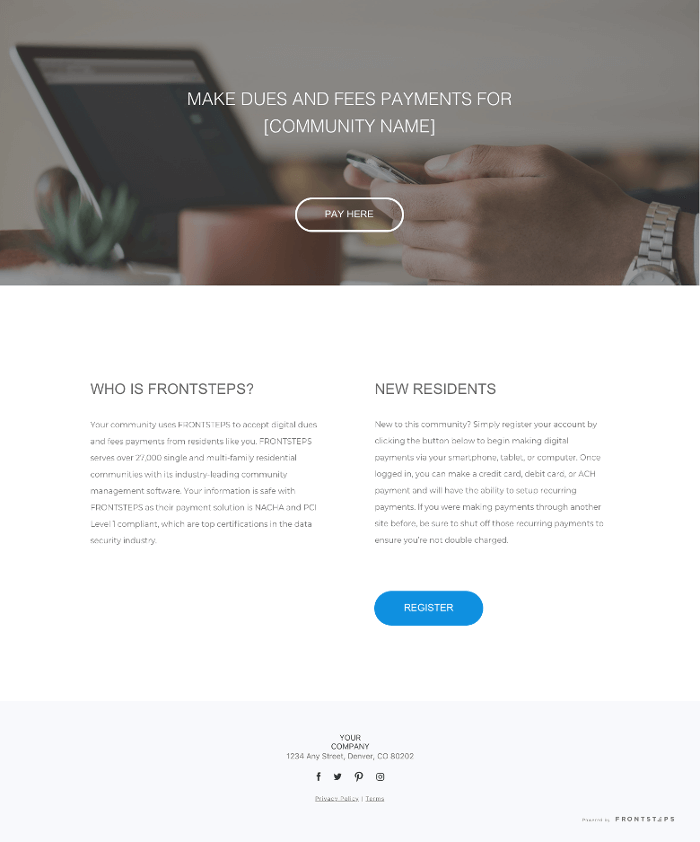 MAKE DUES AND FEES PAYMENTS FOR
[COMMUNITY NAME]
PAY HERE
WHO IS FRONTSTEPS?
Your community uses FRONTSTEPS to accept digital dues
and fees payments from residents like you. FRONTSTEPS
serves over 27,000 single and multi-family residential
communities with its industry-leading community
management software. Your information is safe with
FRONTSTEPS as their payment solution is NACHA and PCI
Level 1 compliant, which are top certifications in the data
security industry.
NEW RESIDENTS
New to this community? Simply register your account by
clicking the button below to begin making digital
payments via your smartphone, tablet, or computer. Once
logged in, you can make a credit card, debit card, or ACH
payment and will have the ability to setup recurring
payments. If you were making payments through another
site before, be sure to shut off those recurring payments to
ensure you're not double charged.
REGISTER
YOUR
COMPANY
1234 Any Street, Denver, CO 80202
Privacy Policy | Terms
Powered by FRONTSTEPS